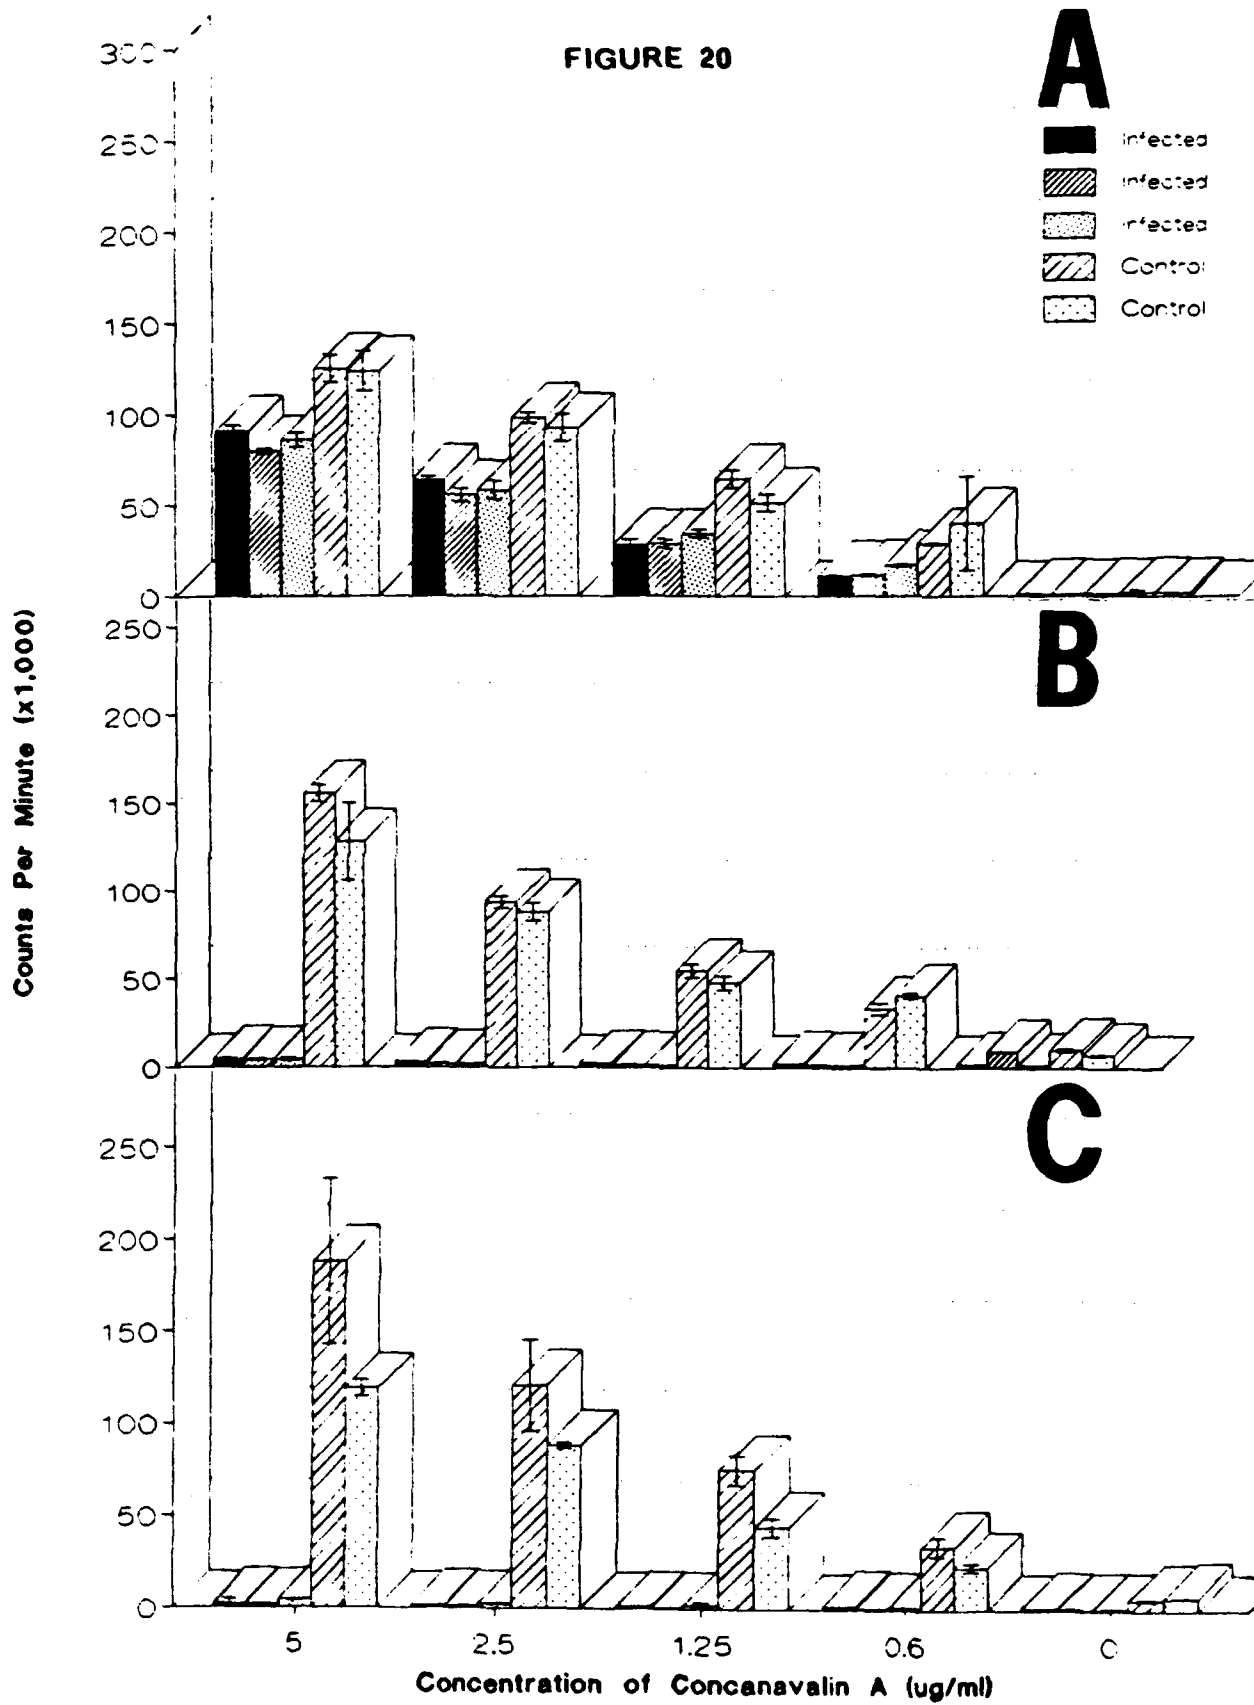 FIGURE 20
A
Infected
Infected
Infected
Control
Control
300
250
200
150
100
50
0
B
250
200
150
100
50
0
C
250
200
150
100
50
0
Counts Per Minute (x1,000)
5 2.5 1.25 0.6 0
Concentration of Concanavalin A (ug/ml)